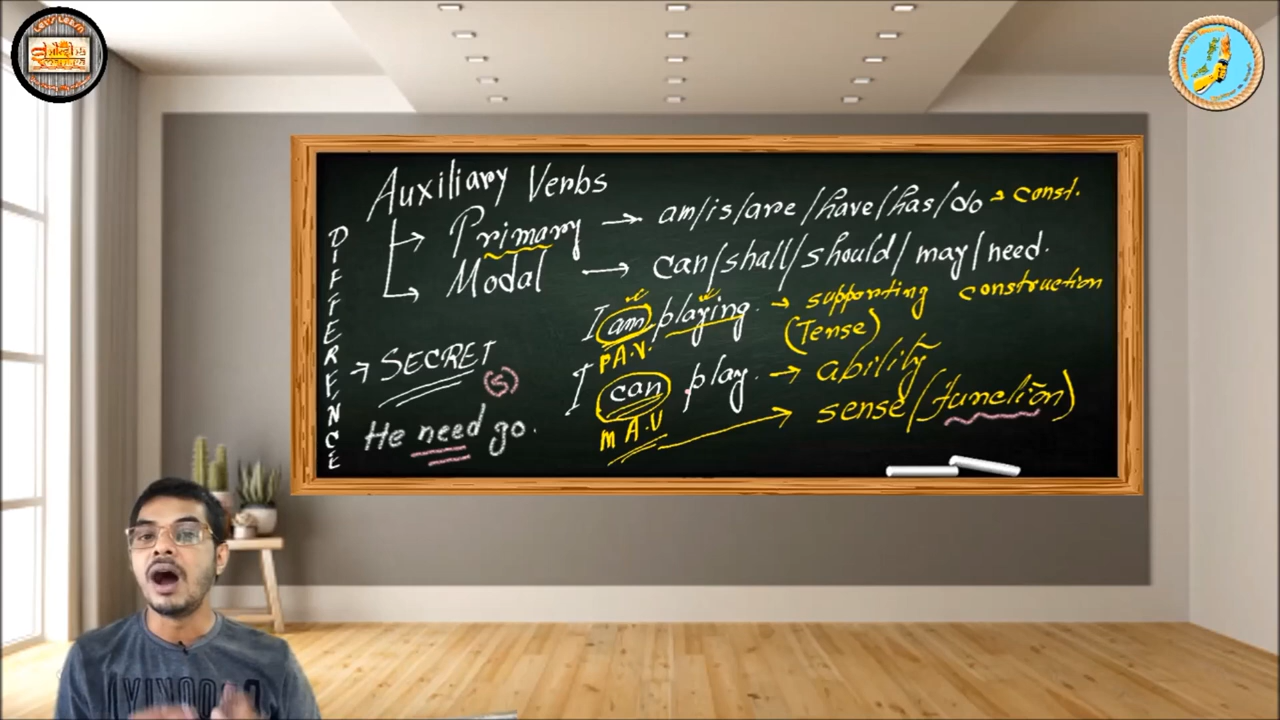 Auxiliary Verbs
Primary → am/is/are/have/has/do → const.
Modal → can/shall/should/may/need.
I am playing. → supporting construction
(Tense)
P.A.V.
I can play. → ability
M.A.V → sense (function)
DIFFERENCE
→ SECRET
(S)
He need go.